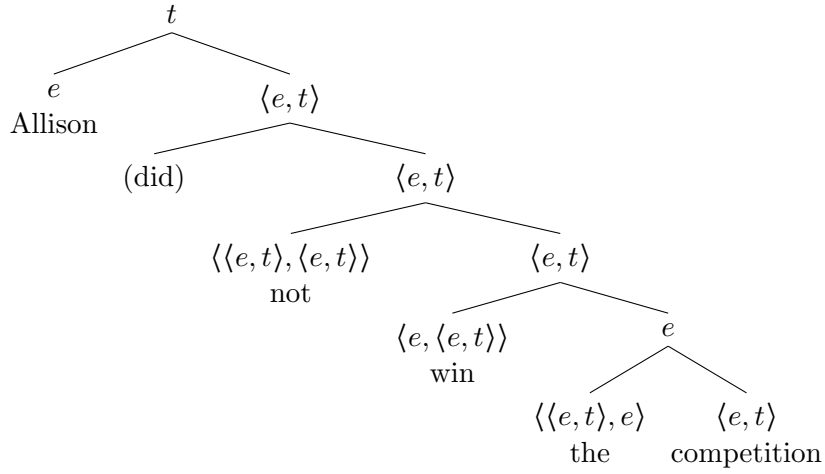 t
e
Allison
⟨e, t⟩
(did)
⟨e, t⟩
⟨⟨e, t⟩, ⟨e, t⟩⟩
not
⟨e, t⟩
⟨e, ⟨e, t⟩⟩
win
e
⟨⟨e, t⟩, e⟩
the
⟨e, t⟩
competition